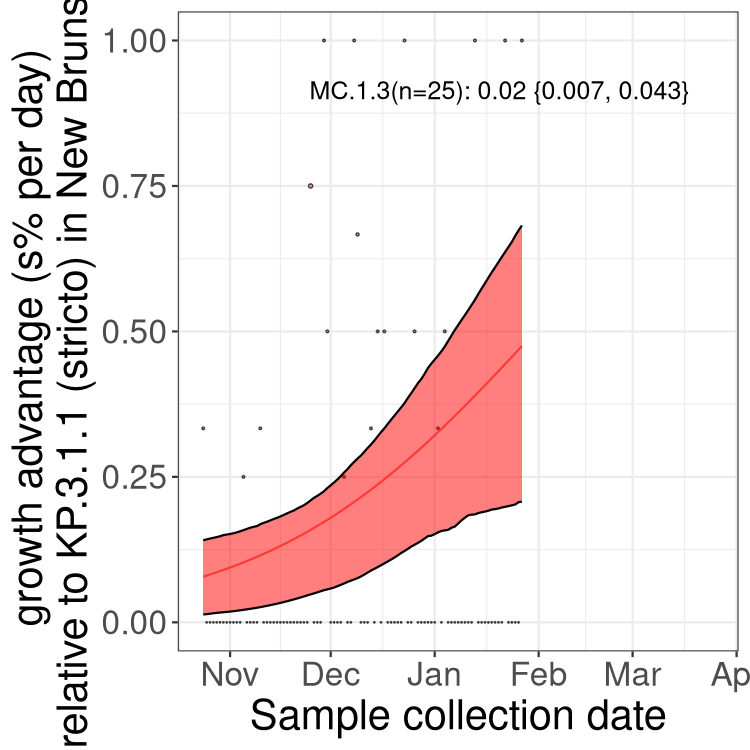 growth advantage (s% per day)
relative to KP.3.1.1 (stricto) in New Bruns
1.00
0.75
0.50
0.25
0.00
MC.1.3(n=25): 0.02 {0.007, 0.043}
Nov Dec Jan Feb Mar Ap
Sample collection date